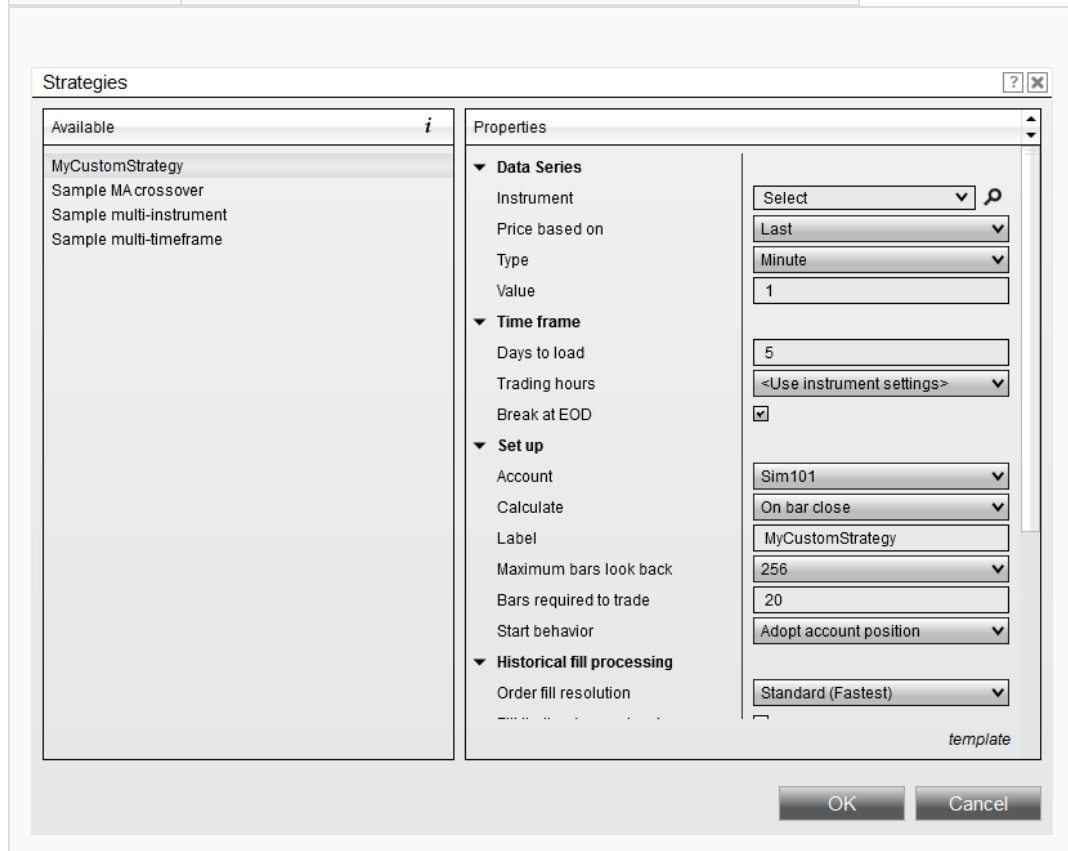 Strategies
?
Available i
MyCustomStrategy
Sample MA crossover
Sample multi-instrument
Sample multi-timeframe
Properties
Data Series
Instrument Select
Price based on Last
Type Minute
Value 1
Time frame
Days to load 5
Trading hours <Use instrument settings>
Break at EOD
Set up
Account Sim101
Calculate On bar close
Label MyCustomStrategy
Maximum bars look back 256
Bars required to trade 20
Start behavior Adopt account position
Historical fill processing
Order fill resolution Standard (Fastest)
template
OK Cancel